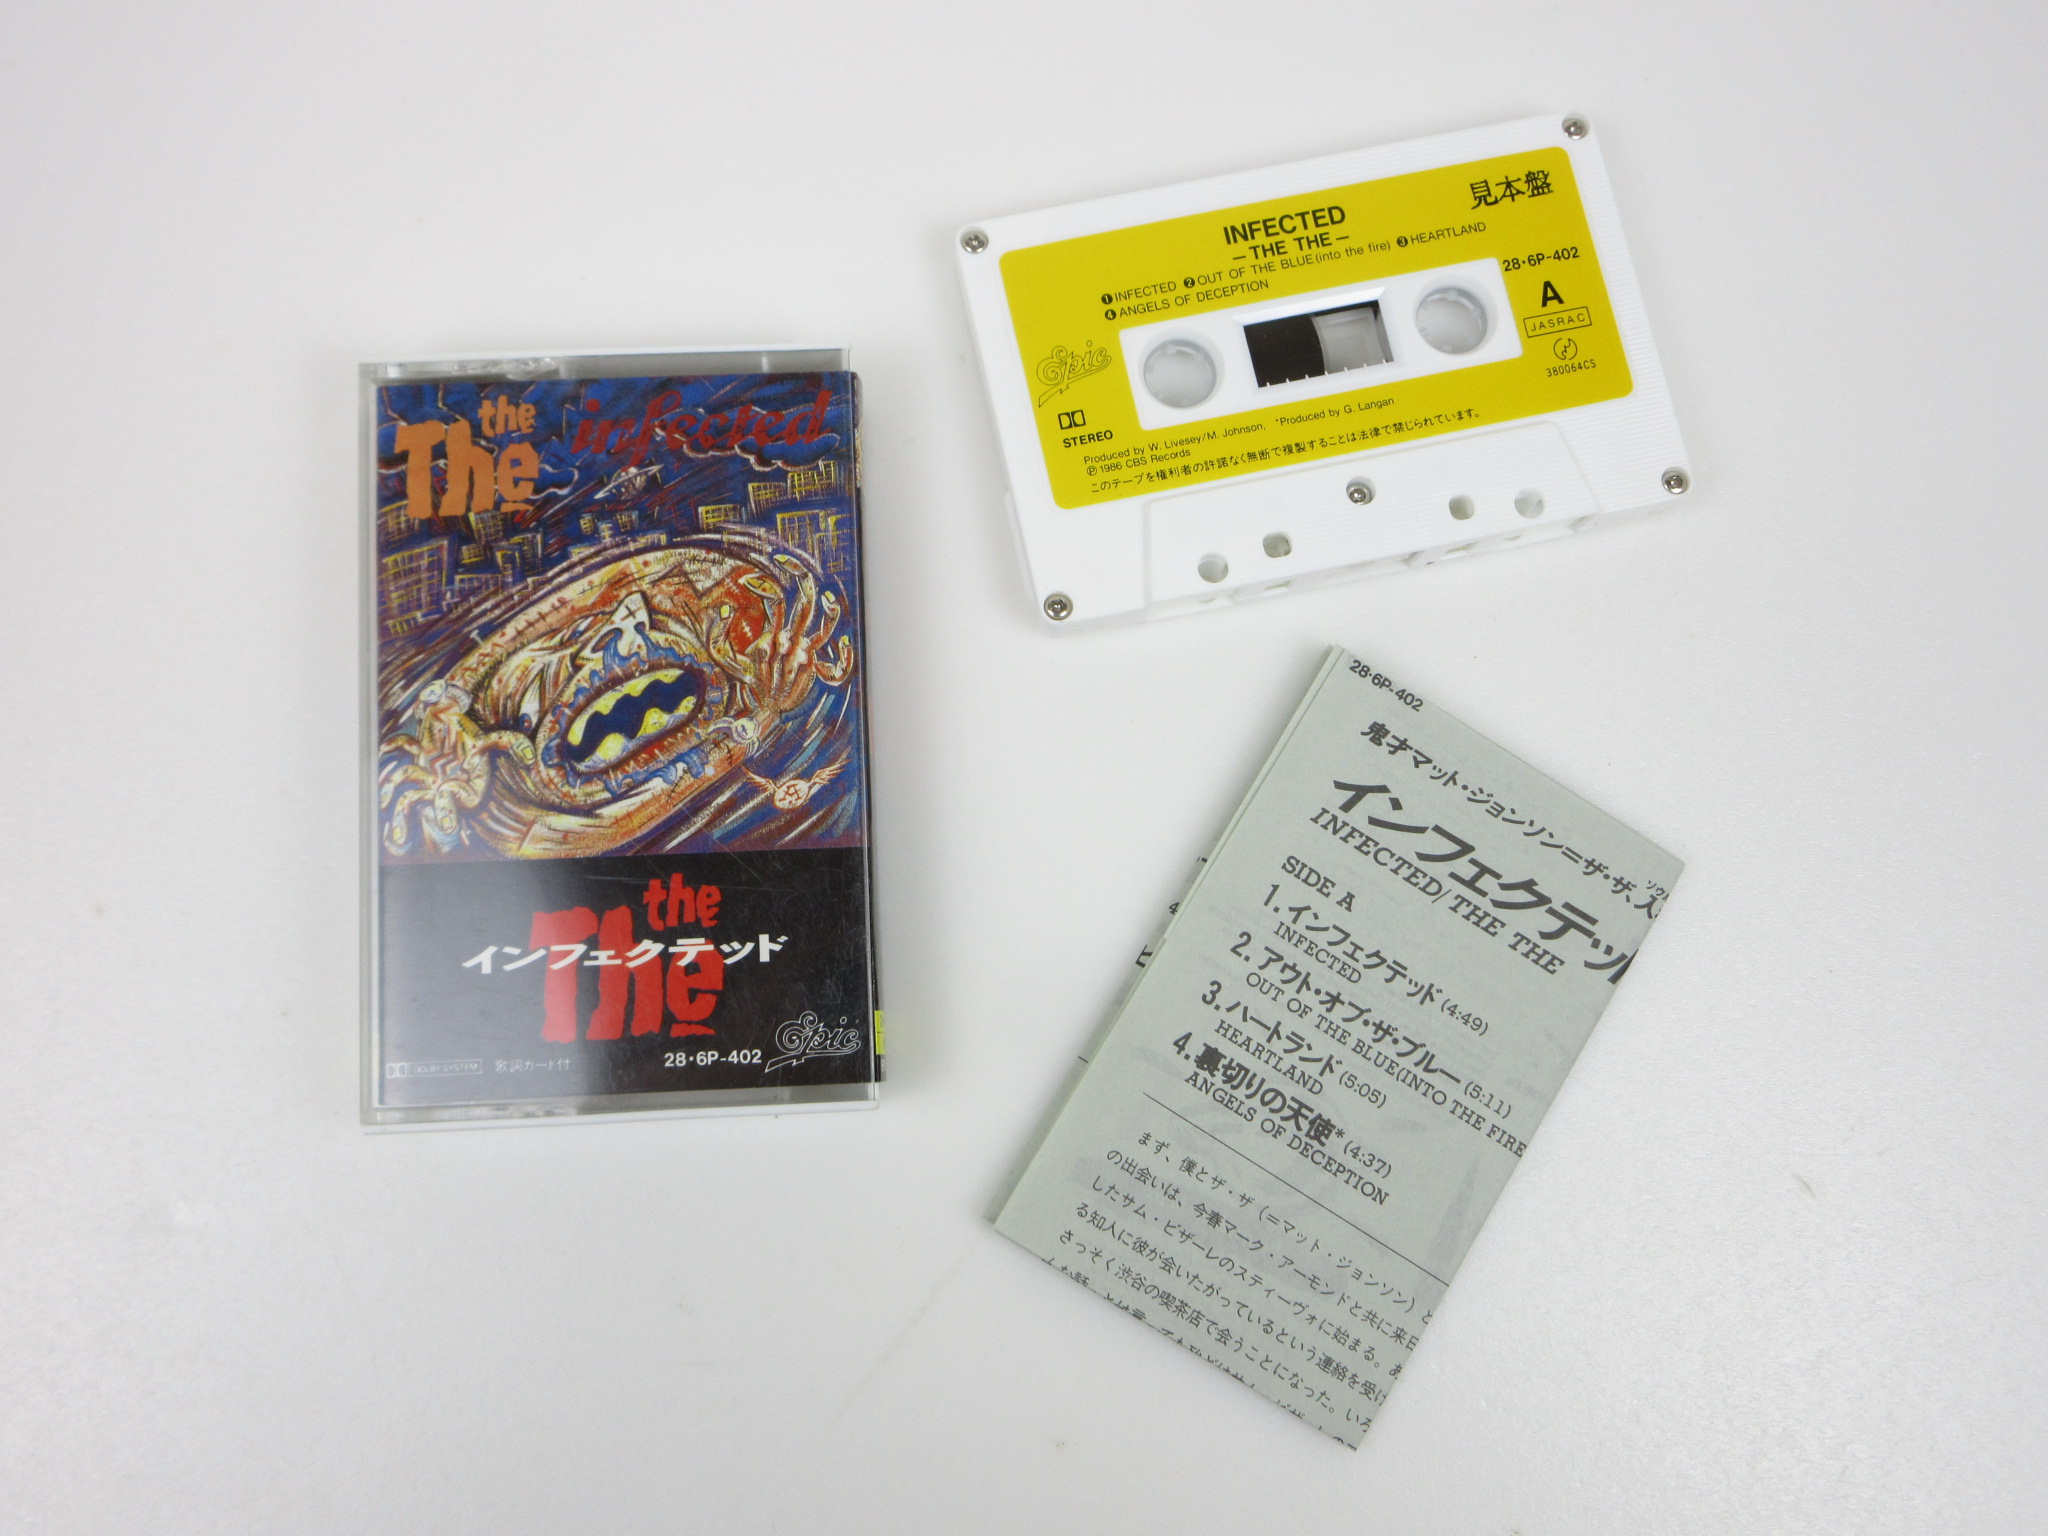 the
The
infected
the
The
インフェクテッド
DOLBY SYSTEM
歌詞カード付
28・6P-402
Epic
見本盤
INFECTED
—THE THE—
❶INFECTED ❷OUT OF THE BLUE(into the fire) ❸HEARTLAND
❹ANGELS OF DECEPTION
28・6P-402
A
JASRAC
380064CS
Epic
STEREO
Produced by W. Livesey/M. Johnson, *Produced by G. Langan
℗1986 CBS Records
このテープを権利者の許諾なく無断で複製することは法律で禁じられています。
28・6P-402
鬼才マット・ジョンソン=ザ・ザ、
インフェクテッ
INFECTED/THE THE
SIDE A
1. インフェクテッド (4:49)
INFECTED
2. アウト・オブ・ザ・ブルー (5:11)
OUT OF THE BLUE(INTO THE FIRE
3. ハートランド (5:05)
HEARTLAND
4. 裏切りの天使* (4:37)
ANGELS OF DECEPTION
まず、僕とザ・ザ(=マット・ジョンソン)と
の出会いは、今春マーク・アーモンドと共に来日
したサム・ビザーレのスティーヴォに始まる。あ
る知人に彼が会いたがっているという連絡を受け
さっそく渋谷の喫茶店で会うことになった。いろ